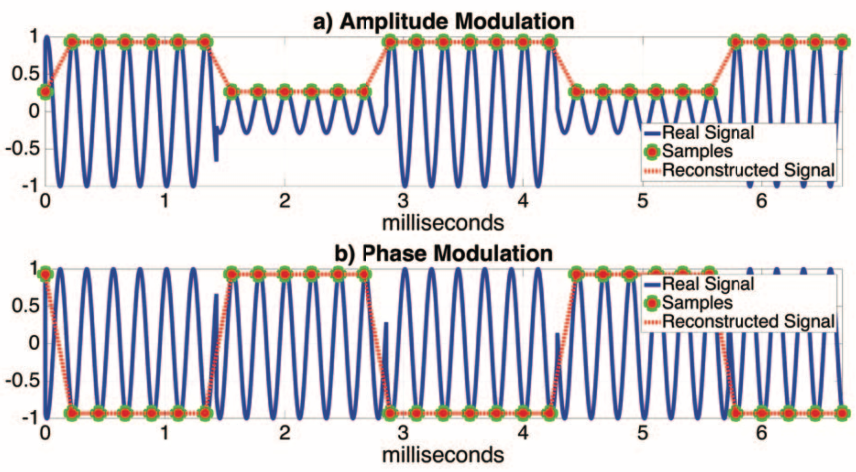 a) Amplitude Modulation
1
0.5
0
-0.5
-1
Real Signal
Samples
Reconstructed Signal
0 1 2 3 4 5 6
milliseconds
b) Phase Modulation
1
0.5
0
-0.5
-1
Real Signal
Samples
Reconstructed Signal
0 1 2 3 4 5 6
milliseconds